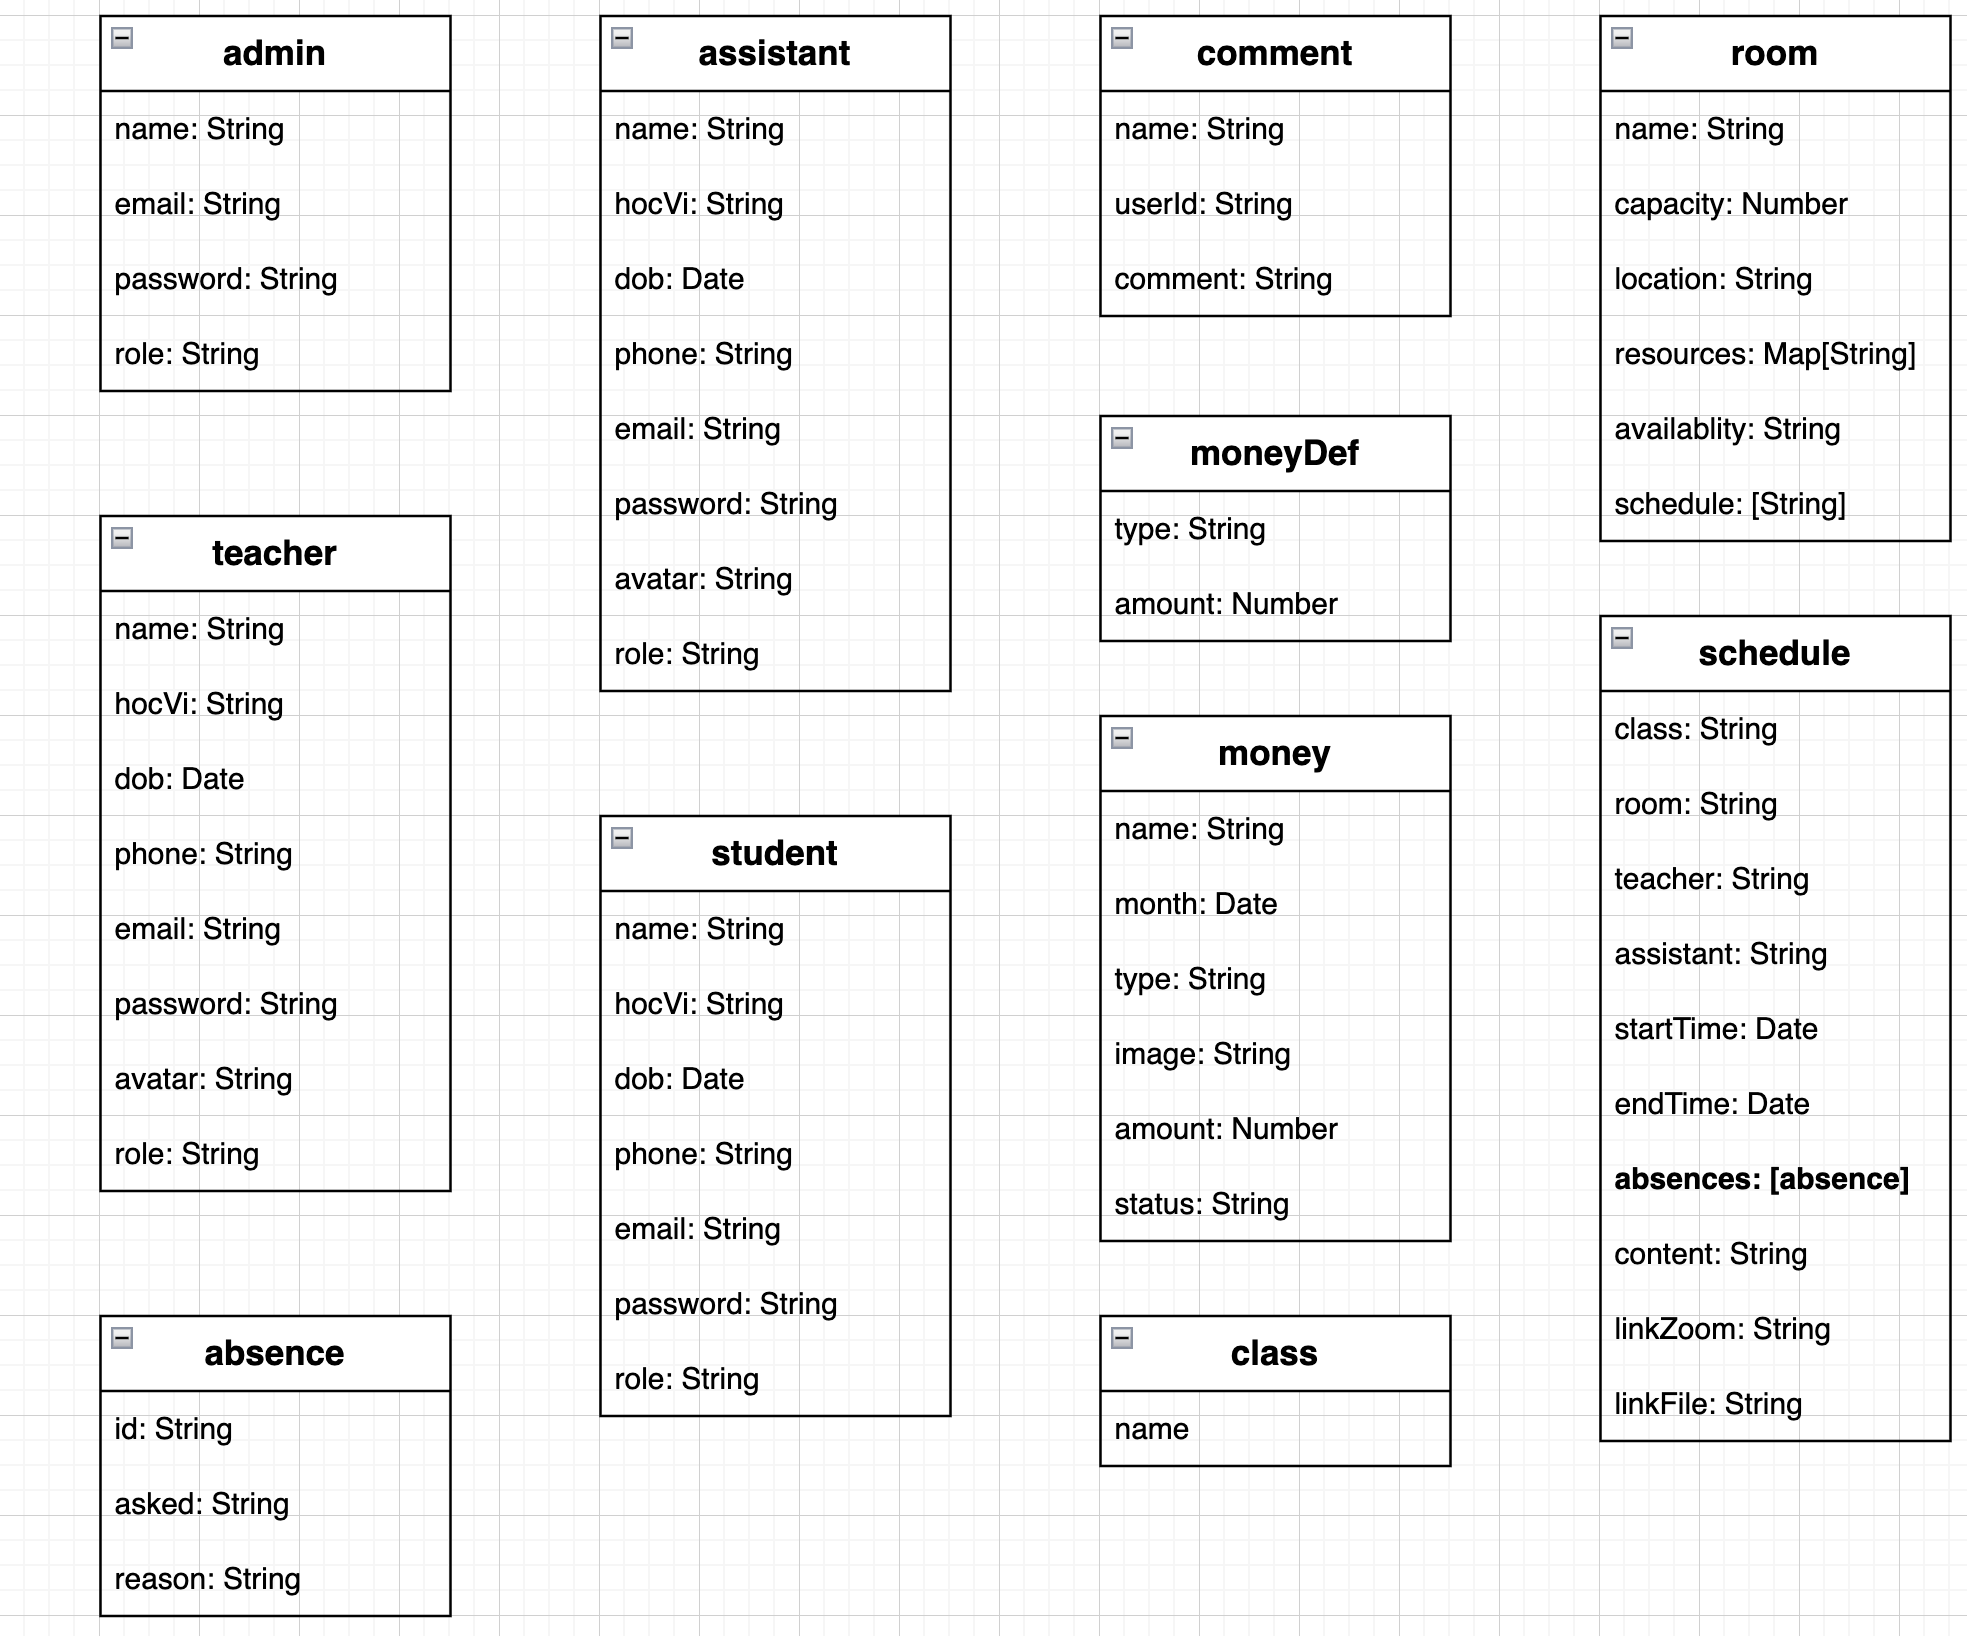 admin
name: String
email: String
password: String
role: String
teacher
name: String
hocVi: String
dob: Date
phone: String
email: String
password: String
avatar: String
role: String
absence
id: String
asked: String
reason: String
assistant
name: String
hocVi: String
dob: Date
phone: String
email: String
password: String
avatar: String
role: String
student
name: String
hocVi: String
dob: Date
phone: String
email: String
password: String
role: String
comment
name: String
userId: String
comment: String
moneyDef
type: String
amount: Number
money
name: String
month: Date
type: String
image: String
amount: Number
status: String
class
name
room
name: String
capacity: Number
location: String
resources: Map[String]
availablity: String
schedule: [String]
schedule
class: String
room: String
teacher: String
assistant: String
startTime: Date
endTime: Date
absences: [absence]
content: String
linkZoom: String
linkFile: String